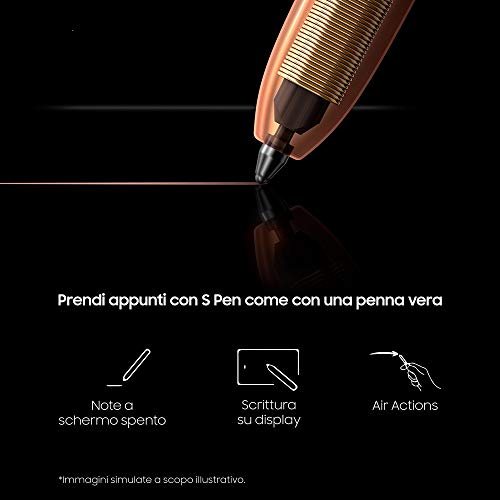 Prendi appunti con S Pen come con una penna vera
Note a
schermo spento
Scrittura
su display
Air Actions
*Immagini simulate a scopo illustrativo.